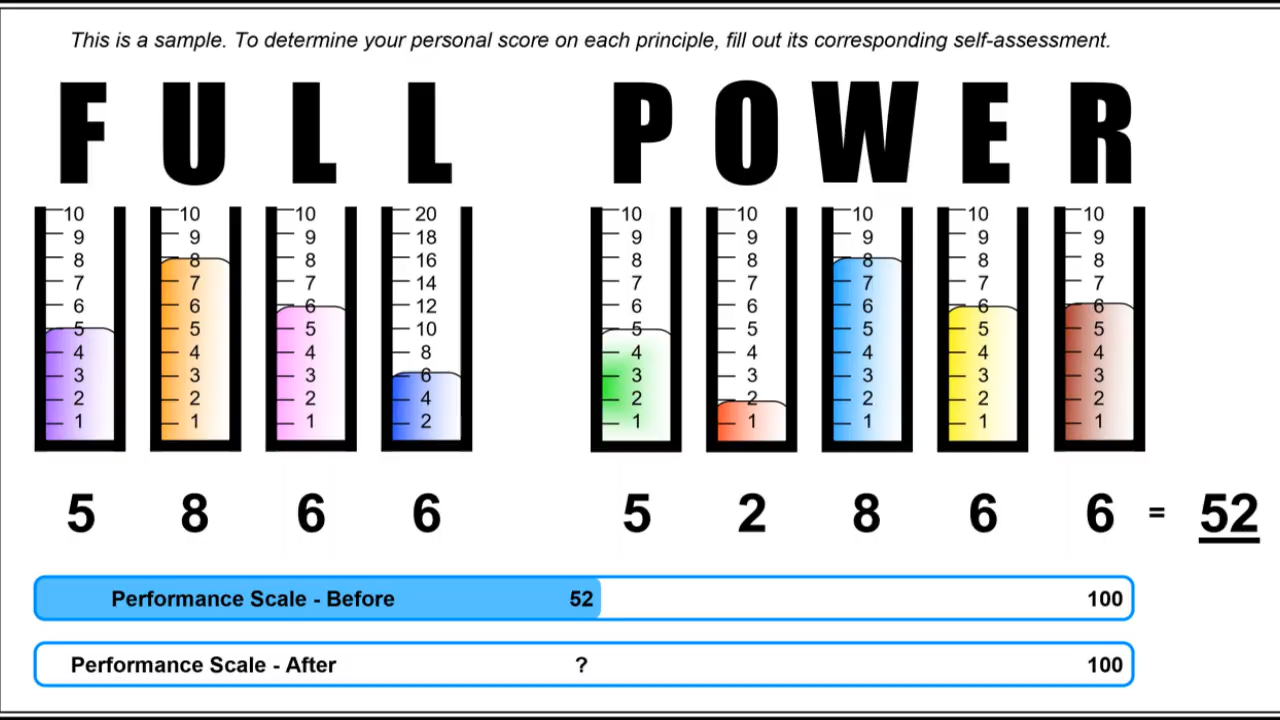 This is a sample. To determine your personal score on each principle, fill out its corresponding self-assessment.
FULL POWER
10 10 10 20 10 10 10 10 10
9 9 9 18 9 9 9 9 9
8 8 8 16 8 8 8 8 8
7 7 7 14 7 7 7 7 7
6 6 6 12 6 6 6 6 6
5 5 5 10 5 5 5 5 5
4 4 4 8 4 4 4 4 4
3 3 3 6 3 3 3 3 3
2 2 2 4 2 2 2 2 2
1 1 1 2 1 1 1 1 1
5 8 6 6 5 2 8 6 6 = 52
Performance Scale - Before 52 100
Performance Scale - After ? 100